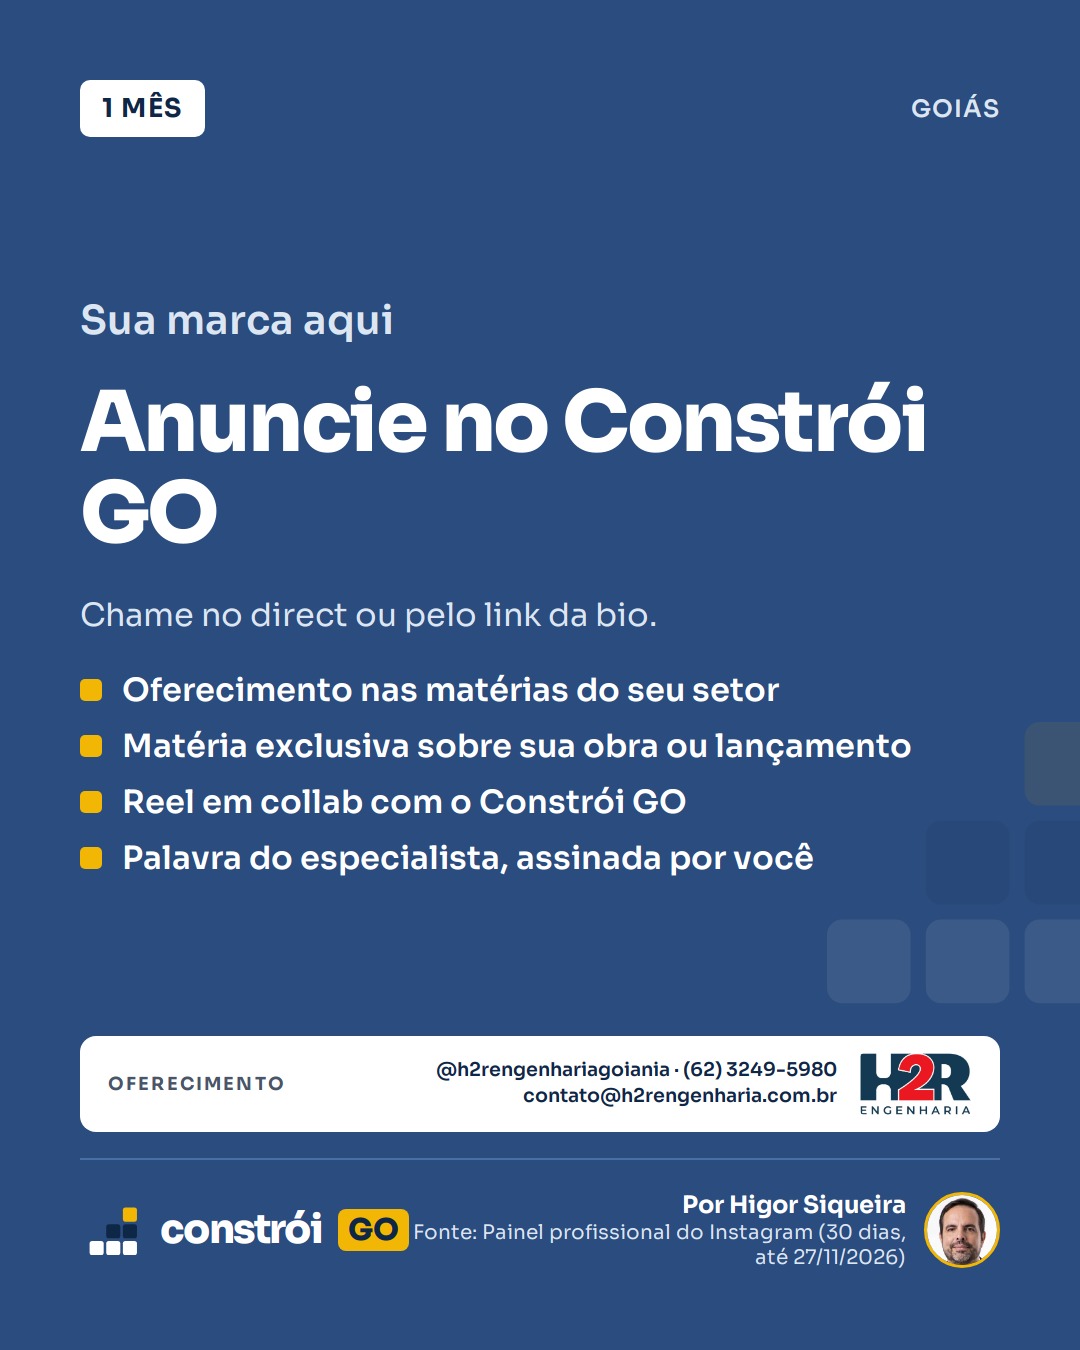 1 MÊS
GOIÁS
Sua marca aqui
Anuncie no Constrói
GO
Chame no direct ou pelo link da bio.
Oferecimento nas matérias do seu setor
Matéria exclusiva sobre sua obra ou lançamento
Reel em collab com o Constrói GO
Palavra do especialista, assinada por você
OFERECIMENTO
@h2rengenhariagoiania · (62) 3249-5980
contato@h2rengenharia.com.br
H2R
ENGENHARIA
constrói GO
Por Higor Siqueira
Fonte: Painel profissional do Instagram (30 dias,
até 27/11/2026)